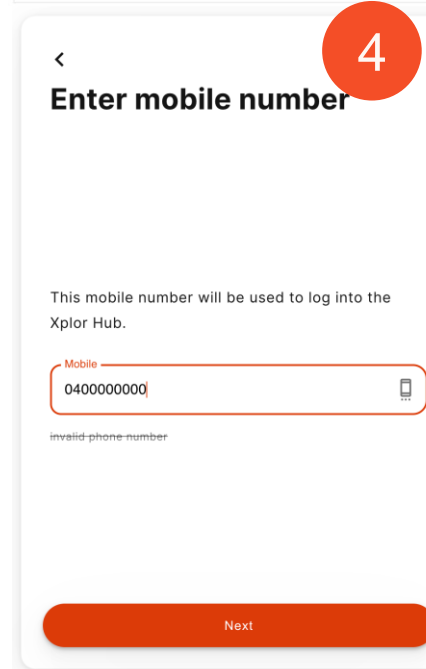 4
Enter mobile number
This mobile number will be used to log into the
Xplor Hub.
Mobile
0400000000
invalid phone number
Next